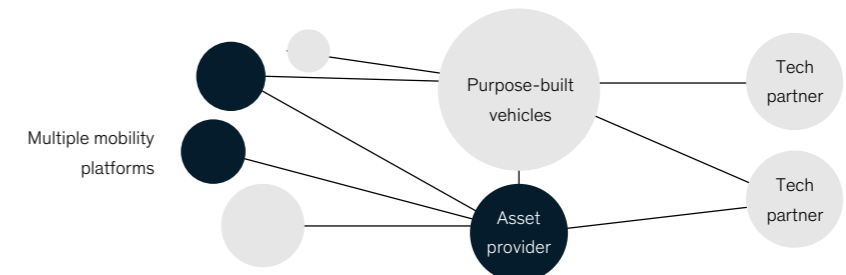 Multiple mobility
platforms
Purpose-built
vehicles
Asset
provider
Tech
partner
Tech
partner